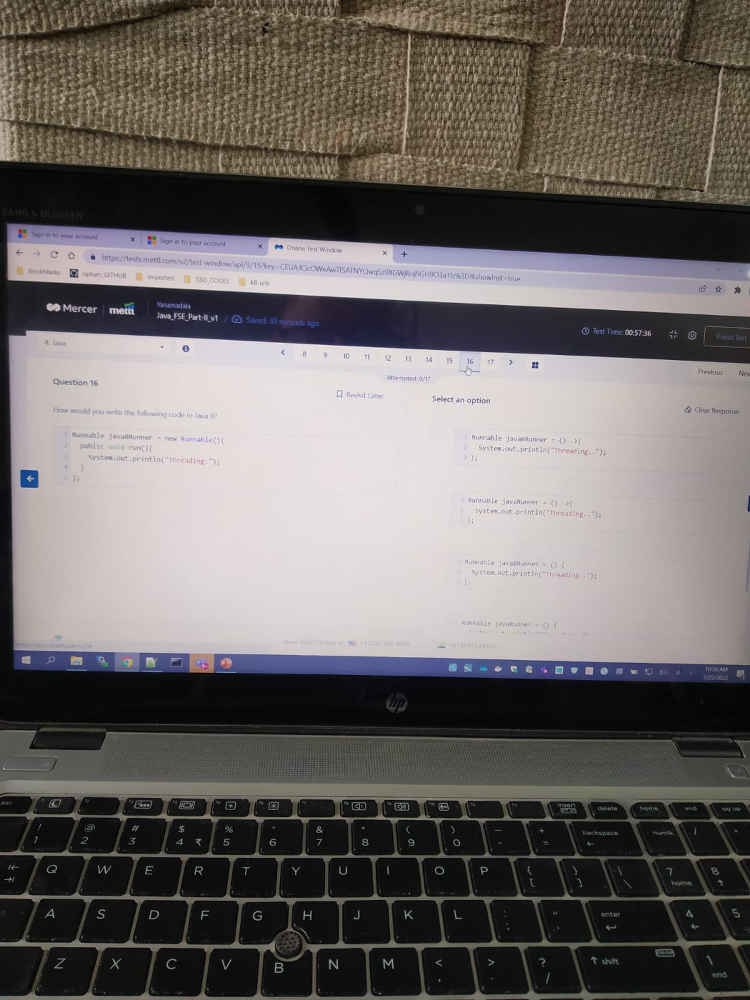 BANG & OLUFSEN
Sign in to your account
Sign in to your account
Online Test Window
https://tests.mettl.com/v2/test-window/api/3/15?key=CEUAJCicOWeAwTfSATNYQwqSz9XGWjRoj9GH9O3a1ls%3D&showInst=true
BookMarks
optum_GITHUB
Imported
SSO_CODES
k8-urls
Mercer | mettl
Yanamadala
Java_FSE_Part-II_v1 / Saved: 30 seconds ago
Test Time: 00:57:36
Finish Test
4. Java
8 9 10 11 12 13 14 15 16 17
Attempted: 0/17
Previous
Nex
Question 16
Revisit Later
How would you write the following code in Java 8?
1 Runnable java8Runner = new Runnable(){
2 public void run(){
3 System.out.println("Threading.");
4 }
5 };
Select an option
Clear Response
1 Runnable java8Runner = () ->{
2 System.out.println("Threading..");
3 };
1 Runnable javaRunner = () ->{
2 System.out.println("Threading..");
3 };
1 Runnable java8Runner = () {
2 System.out.println("Threading..");
3 };
1 Runnable javaRunner = () {
https://tests.mettl.com/v2/#
Need Help? Contact us: +1 (800) 265-6038
+91 80471-89190
9+
10:30 AM
7/25/2022
hp
esc f1 f2 f3 f4 f5 f6 f7 f8 f9 f10 f11 f12 insert delete home end pg up
! @ # $ % ^ & * ( ) _ +
1 2 3 4 ₹ 5 6 7 8 9 0 - = backspace numlk /
Q W E R T Y U I O P { [ } ] | \ 7 home 8
A S D F G H J K L : ; " enter 4 5
Z X C V B N M < , > . ? / shift pause 1 end